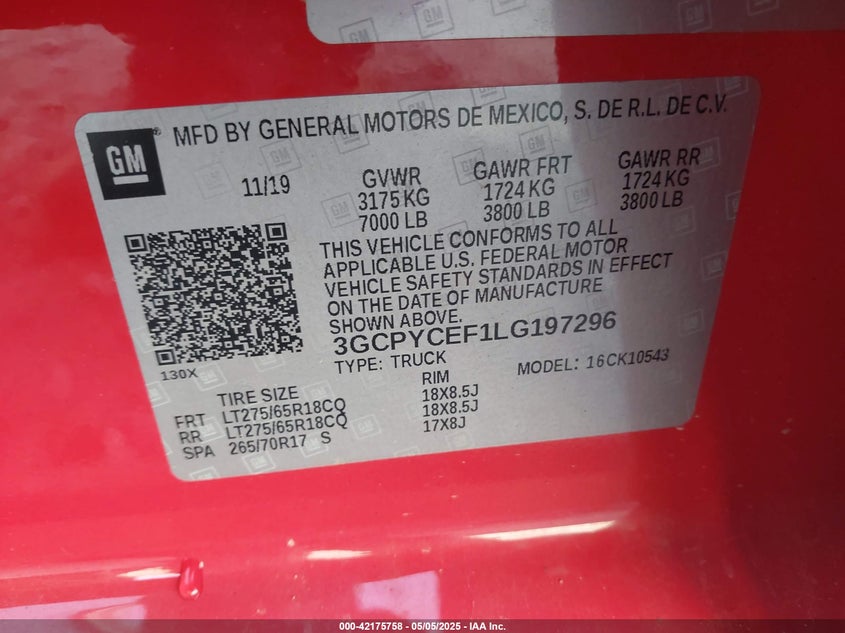 GM
MFD BY GENERAL MOTORS DE MEXICO, S. DE R.L. DE C.V.
11/19
GVWR
3175 KG
7000 LB
GAWR FRT
1724 KG
3800 LB
GAWR RR
1724 KG
3800 LB
THIS VEHICLE CONFORMS TO ALL
APPLICABLE U.S. FEDERAL MOTOR
VEHICLE SAFETY STANDARDS IN EFFECT
ON THE DATE OF MANUFACTURE
SHOWN ABOVE.
3GCPYCEF1LG197296
TYPE: TRUCK
MODEL: 16CK10543
130X
TIRE SIZE
RIM
FRT LT275/65R18CQ 18X8.5J
RR LT275/65R18CQ 18X8.5J
SPA 265/70R17 S 17X8J
000-42175758 - 05/05/2025 - IAA Inc.